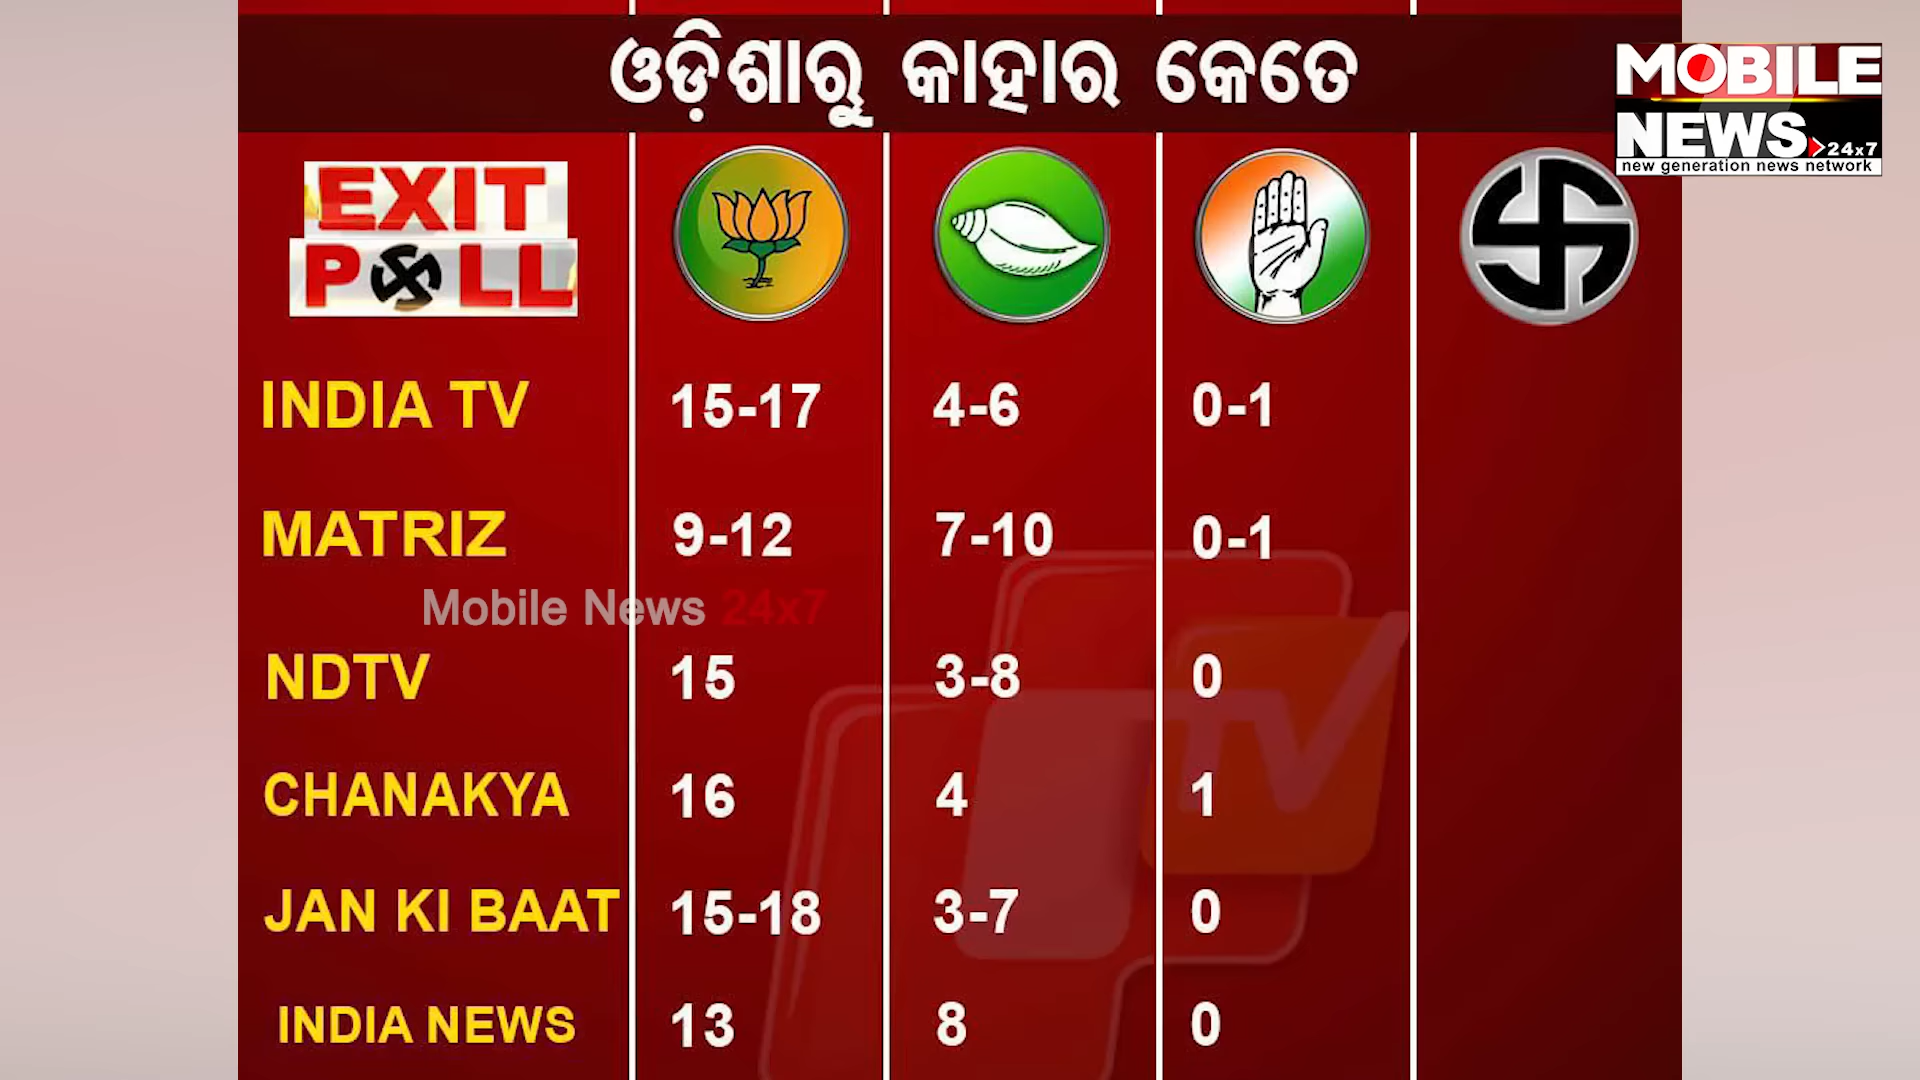 ଓଡ଼ିଶାରୁ କାହାର କେତେ
MOBILE
NEWS 24x7
new generation news network
EXIT
POLL
INDIA TV 15-17 4-6 0-1
MATRIZ 9-12 7-10 0-1
Mobile News 24x7
NDTV 15 3-8 0
CHANAKYA 16 4 1
JAN KI BAAT 15-18 3-7 0
INDIA NEWS 13 8 0
TV